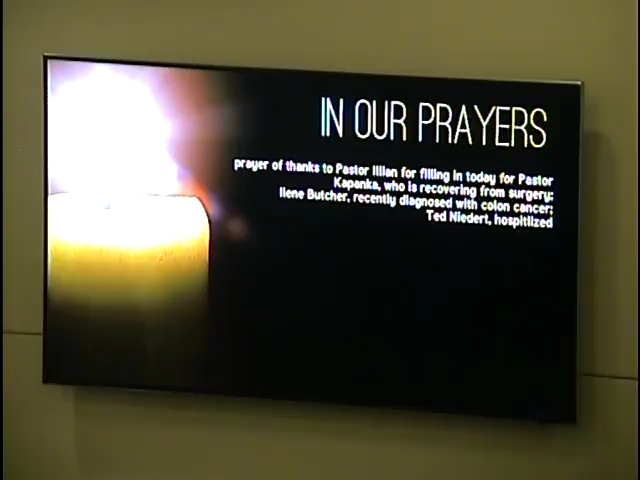 IN OUR PRAYERS
prayer of thanks to Pastor Illian for filling in today for Pastor
Kapanka, who is recovering from surgery;
Ilene Butcher, recently diagnosed with colon cancer;
Ted Niedert, hospitlized